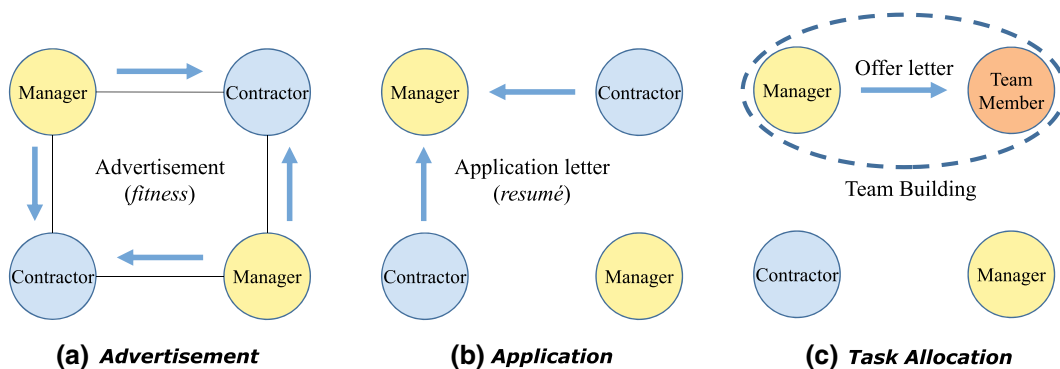 Manager
Contractor
Advertisement
(fitness)
Contractor
Manager
(a) Advertisement
Manager
Contractor
Application letter
(resumé)
Contractor
Manager
(b) Application
Manager
Offer letter
Team
Member
Team Building
Contractor
Manager
(c) Task Allocation